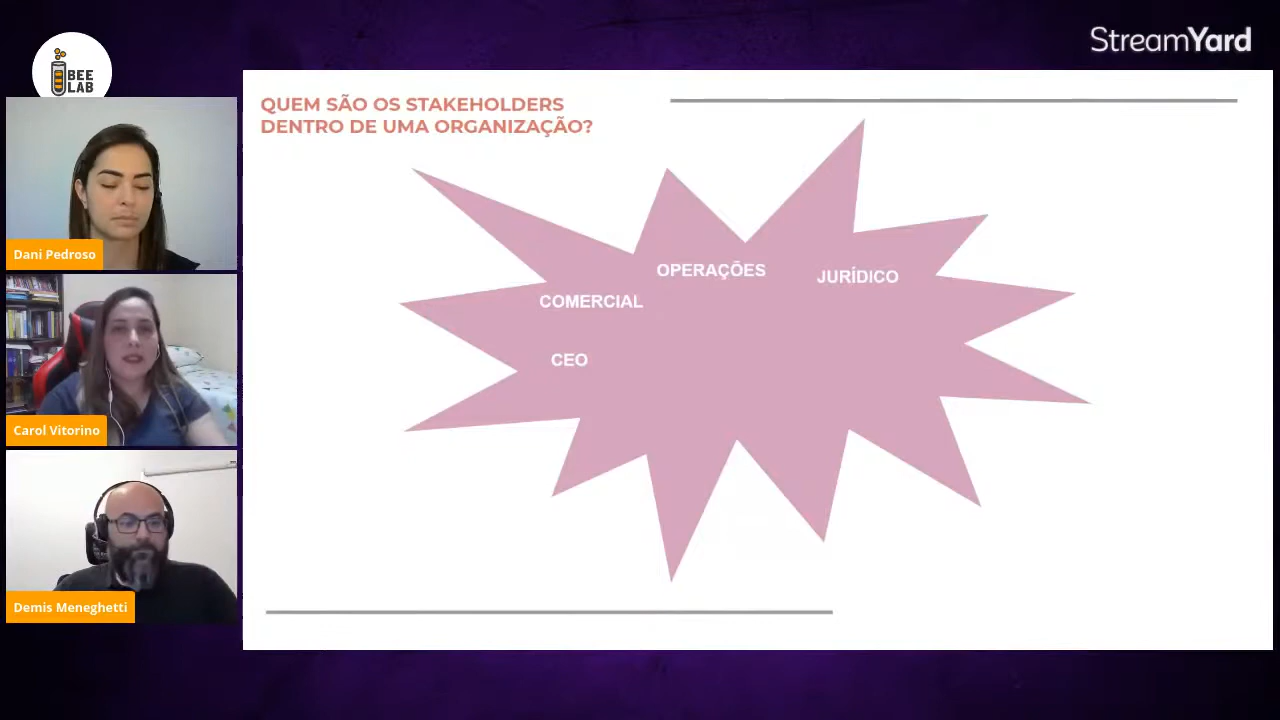 BEE
LAB
StreamYard
QUEM SÃO OS STAKEHOLDERS
DENTRO DE UMA ORGANIZAÇÃO?
OPERAÇÕES
JURÍDICO
COMERCIAL
CEO
Dani Pedroso
Carol Vitorino
Demis Meneghetti